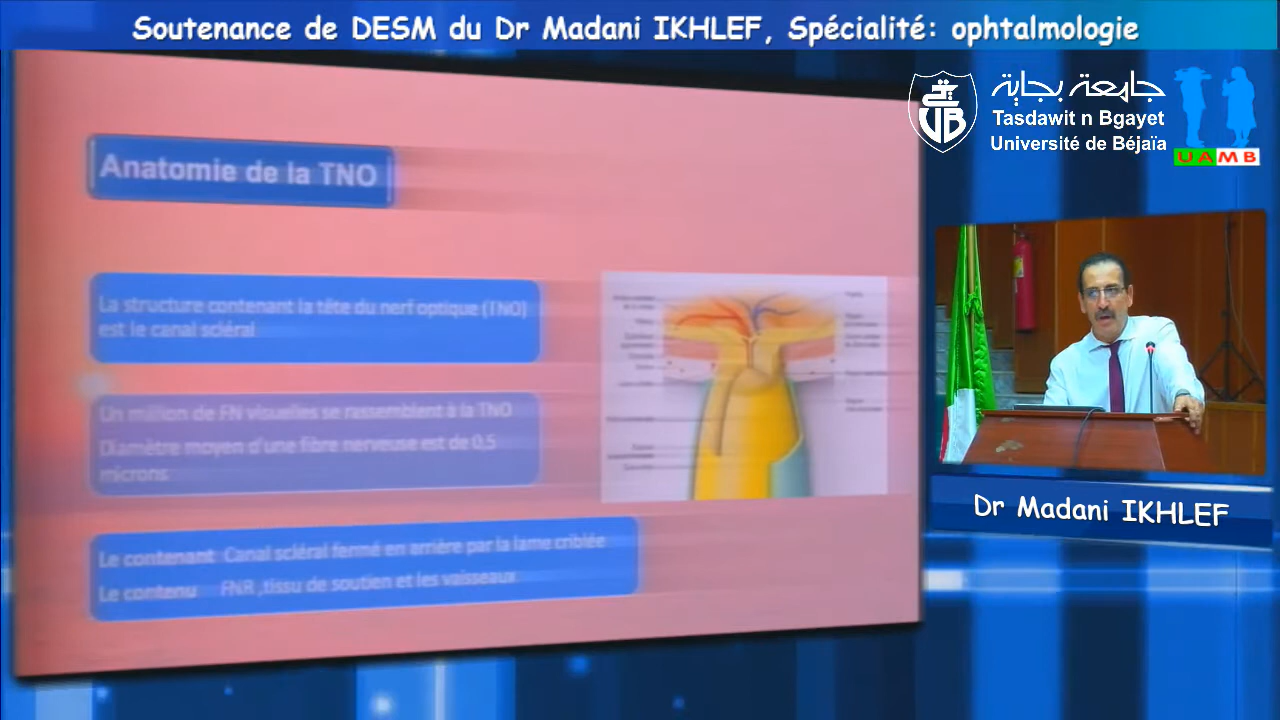 Soutenance de DESM du Dr Madani IKHLEF, Spécialité: ophtalmologie
جامعة بجاية
Tasdawit n Bgayet
Université de Béjaïa
UAMB
Anatomie de la TNO
La structure contenant la tête du nerf optique (TNO)
est le canal scléral
Un million de FN visuelles se rassemblent à la TNO
Diamètre moyen d'une fibre nerveuse est de 0,5
microns
Le contenant Canal scléral fermé en arrière par la lame criblée
Le contenu FNR ,tissu de soutien et les vaisseaux
Dr Madani IKHLEF